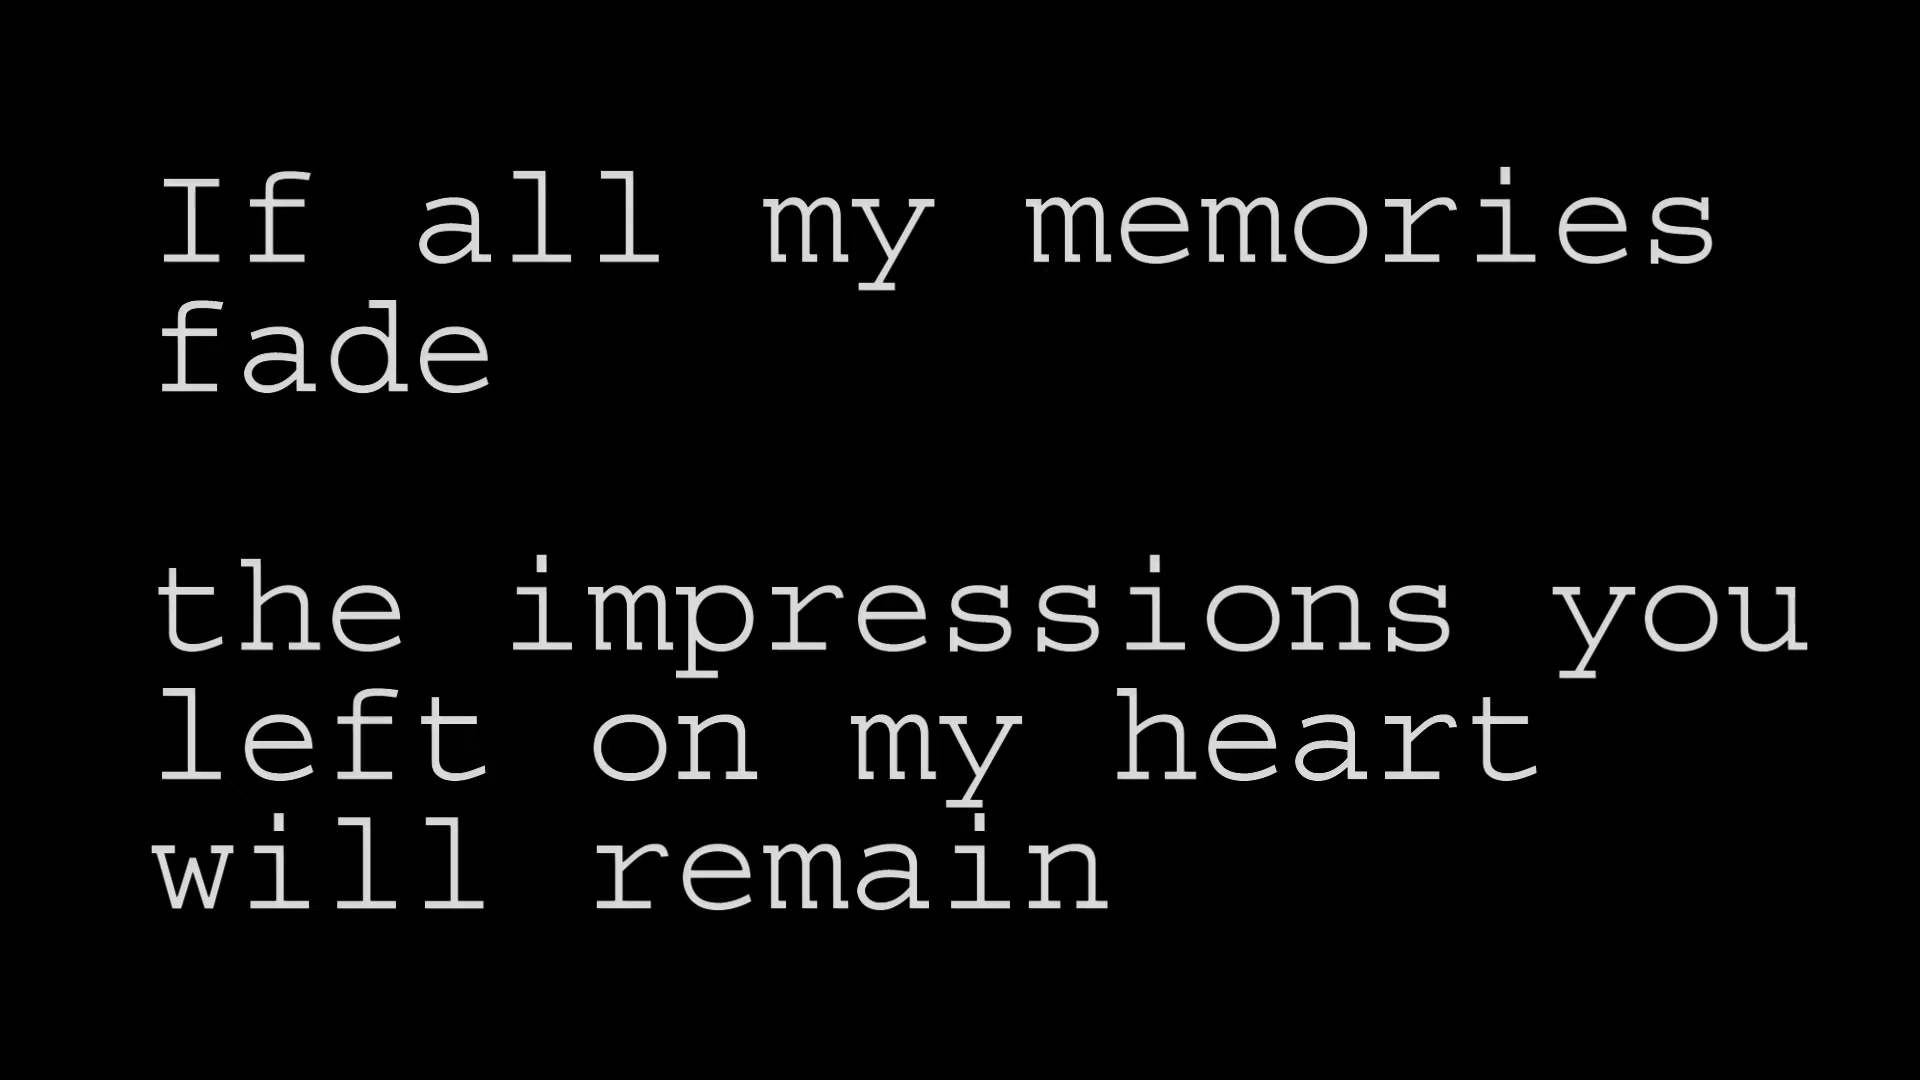 If all my memories
fade
the impressions you
left on my heart
will remain